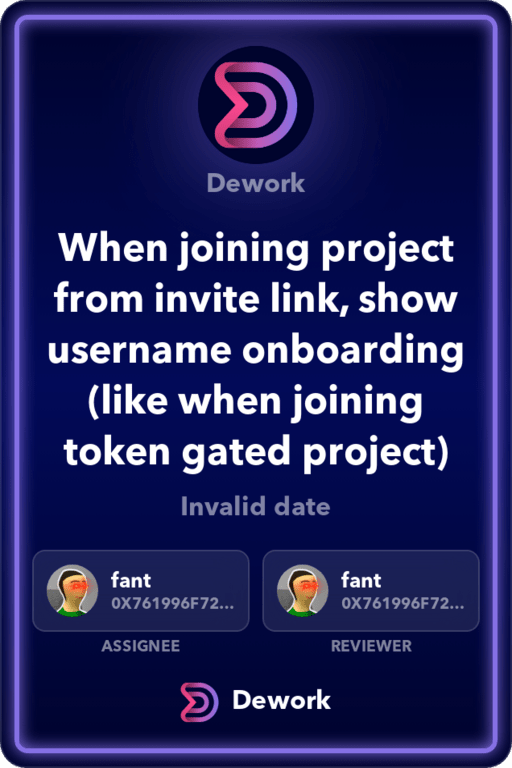 Dework
When joining project
from invite link, show
username onboarding
(like when joining
token gated project)
Invalid date
fant
0X761996F72...
ASSIGNEE
fant
0X761996F72...
REVIEWER
Dework